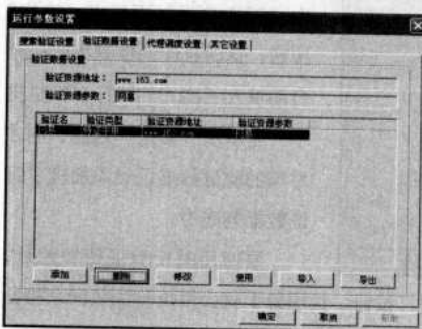 运行参数设置
搜索验证设置 验证数据设置 代理调度设置 其它设置
验证数据设置
验证资源地址： www.163.com
验证资源参数： 网易
验证名 验证类型 验证资源地址 验证资源参数
添加 删除 修改 使用 导入 导出
确定 取消 帮助